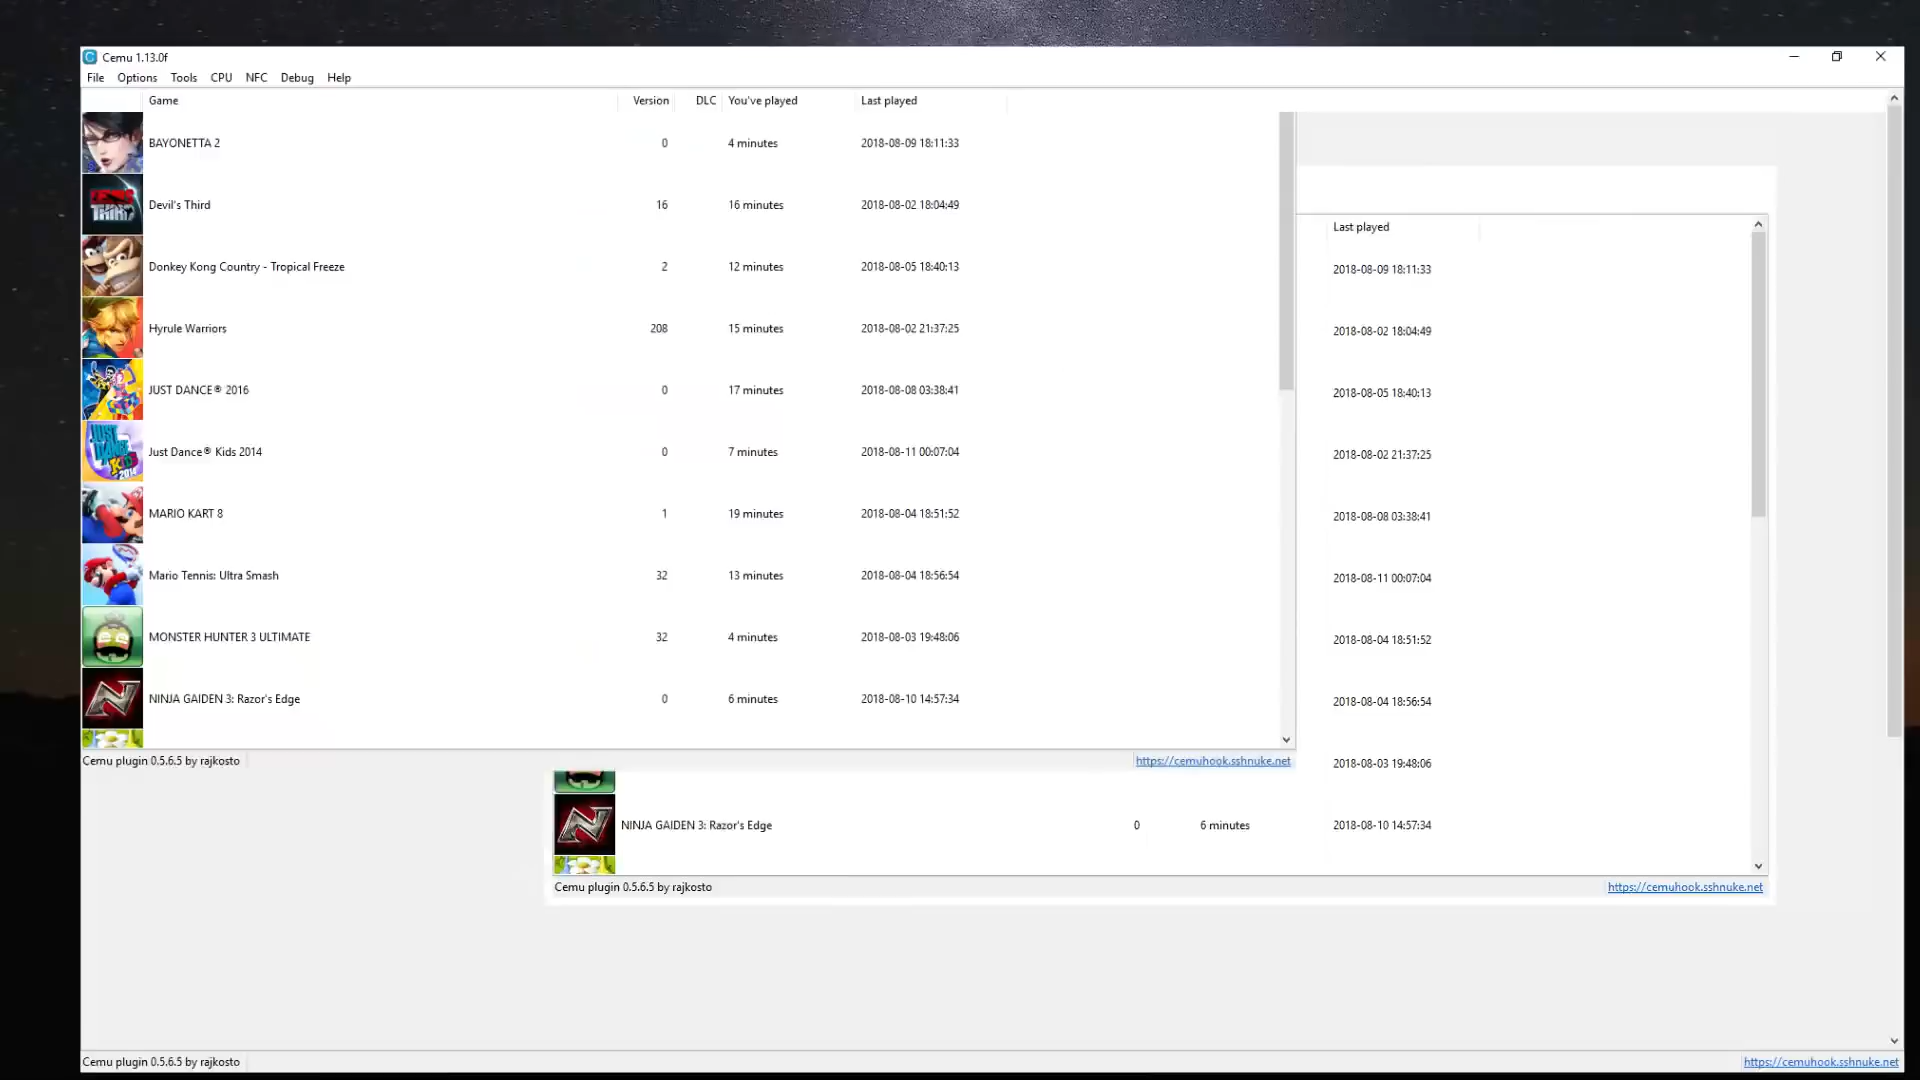 Cemu 1.13.0f
File Options Tools CPU NFC Debug Help
Game Version DLC You've played Last played
BAYONETTA 2 0 4 minutes 2018-08-09 18:11:33
Devil's Third 16 16 minutes 2018-08-02 18:04:49
Donkey Kong Country - Tropical Freeze 2 12 minutes 2018-08-05 18:40:13
Hyrule Warriors 208 15 minutes 2018-08-02 21:37:25
JUST DANCE® 2016 0 17 minutes 2018-08-08 03:38:41
Just Dance® Kids 2014 0 7 minutes 2018-08-11 00:07:04
MARIO KART 8 1 19 minutes 2018-08-04 18:51:52
Mario Tennis: Ultra Smash 32 13 minutes 2018-08-04 18:56:54
MONSTER HUNTER 3 ULTIMATE 32 4 minutes 2018-08-03 19:48:06
NINJA GAIDEN 3: Razor's Edge 0 6 minutes 2018-08-10 14:57:34
Cemu plugin 0.5.6.5 by rajkosto https://cemuhook.sshnuke.net
Last played
2018-08-09 18:11:33
2018-08-02 18:04:49
2018-08-05 18:40:13
2018-08-02 21:37:25
2018-08-08 03:38:41
2018-08-11 00:07:04
2018-08-04 18:51:52
2018-08-04 18:56:54
2018-08-03 19:48:06
NINJA GAIDEN 3: Razor's Edge 0 6 minutes 2018-08-10 14:57:34
Cemu plugin 0.5.6.5 by rajkosto https://cemuhook.sshnuke.net
Cemu plugin 0.5.6.5 by rajkosto https://cemuhook.sshnuke.net